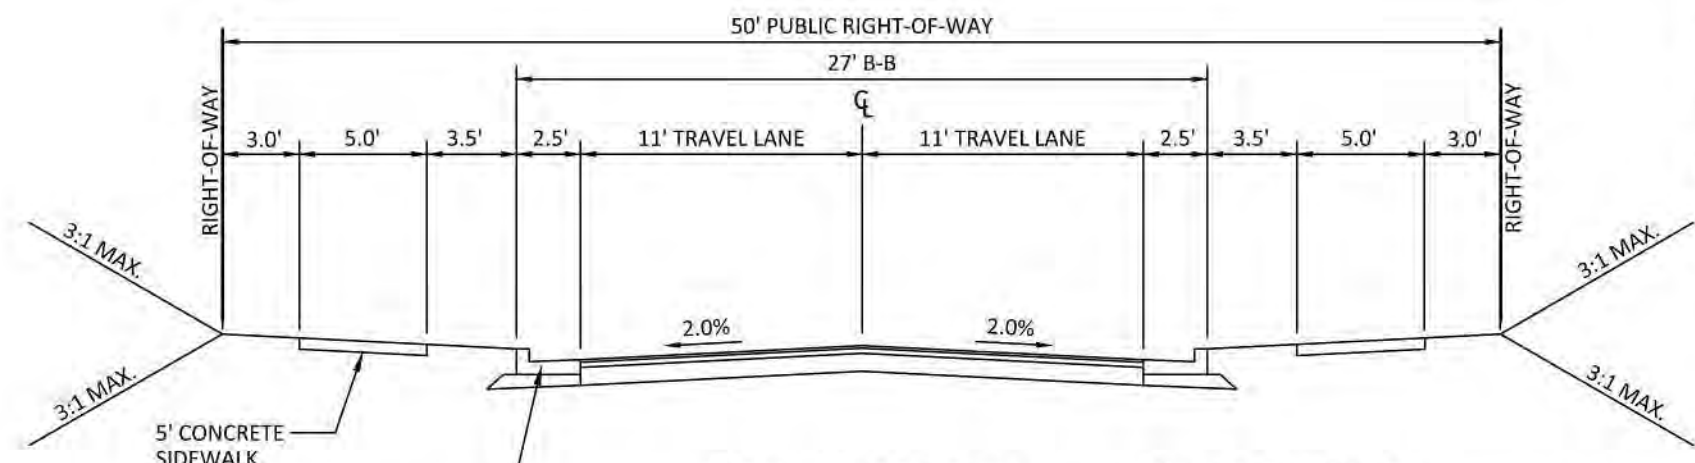 50' PUBLIC RIGHT-OF-WAY
27' B-B
CL
RIGHT-OF-WAY
3.0'
5.0'
3.5'
2.5'
11' TRAVEL LANE
11' TRAVEL LANE
2.5'
3.5'
5.0'
3.0'
RIGHT-OF-WAY
3:1 MAX.
3:1 MAX.
2.0%
2.0%
3:1 MAX.
3:1 MAX.
5' CONCRETE
SIDEWALK